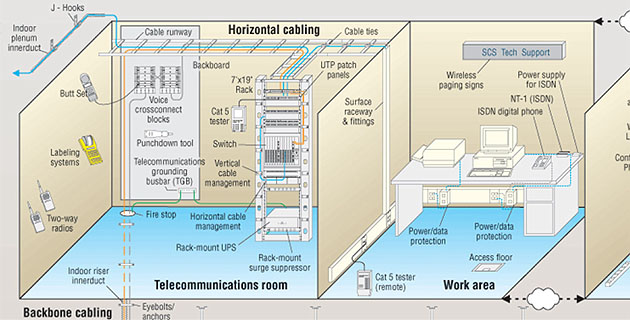 J - Hooks
Indoor
plenum
innerduct
Cable runway
Horizontal cabling
Cable ties
Backboard
7'x19"
Rack
UTP patch
panels
Butt Set
Voice
crossconnect
blocks
Cat 5
tester
Surface
raceway
& fittings
Punchdown tool
Switch
Labeling
systems
Telecommunications
grounding
busbar (TGB)
Vertical
cable
management
Two-way
radios
Fire stop
Horizontal cable
management
Rack-mount UPS
Rack-mount
surge suppressor
Indoor riser
innerduct
Telecommunications room
Cat 5 tester
(remote)
Backbone cabling
Eyebolts/
anchors
SCS Tech Support
Wireless
paging signs
Power supply
for ISDN
NT-1 (ISDN)
ISDN digital phone
Power/data
protection
Power/data
protection
Access floor
Work area